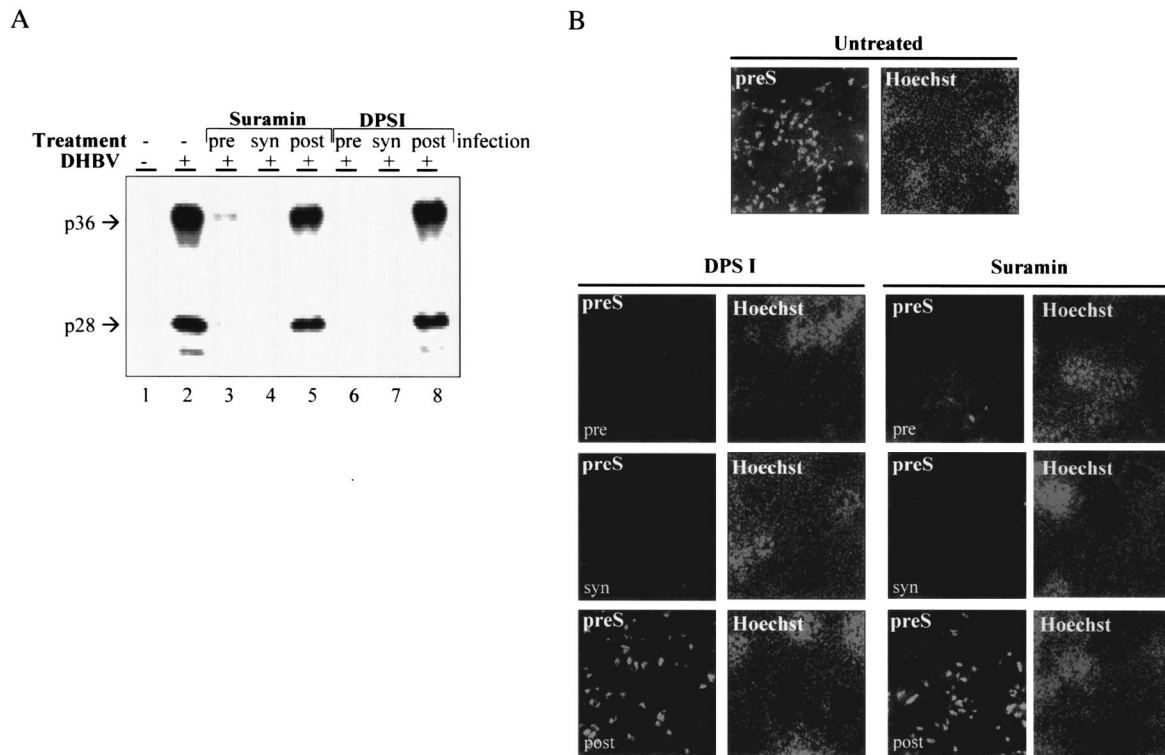 A
Suramin DPSI
Treatment - - pre syn post pre syn post infection
DHBV - + + + + + + +
p36 →
p28 →
1 2 3 4 5 6 7 8
B
Untreated
preS Hoechst
DPS I Suramin
preS Hoechst preS Hoechst
pre pre
preS Hoechst preS Hoechst
syn syn
preS Hoechst preS Hoechst
post post